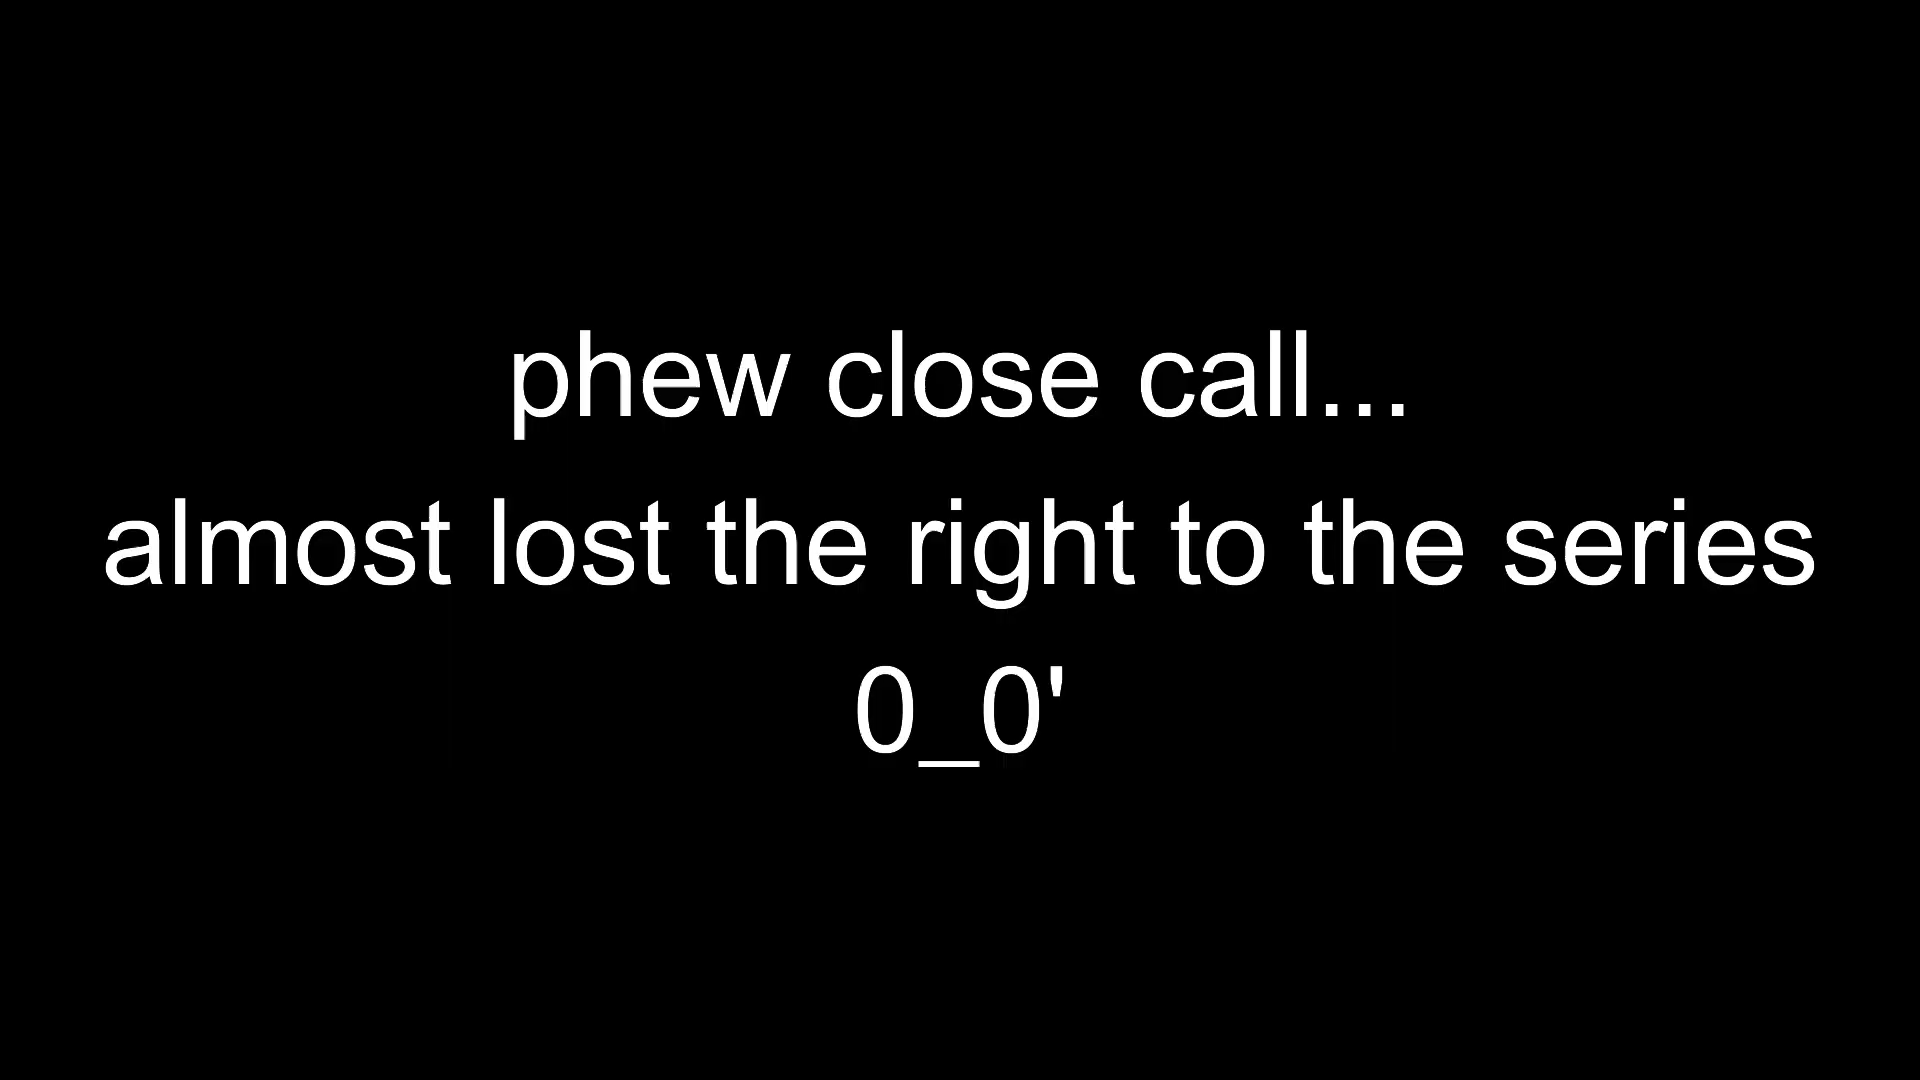 phew close call...
almost lost the right to the series
0_0'